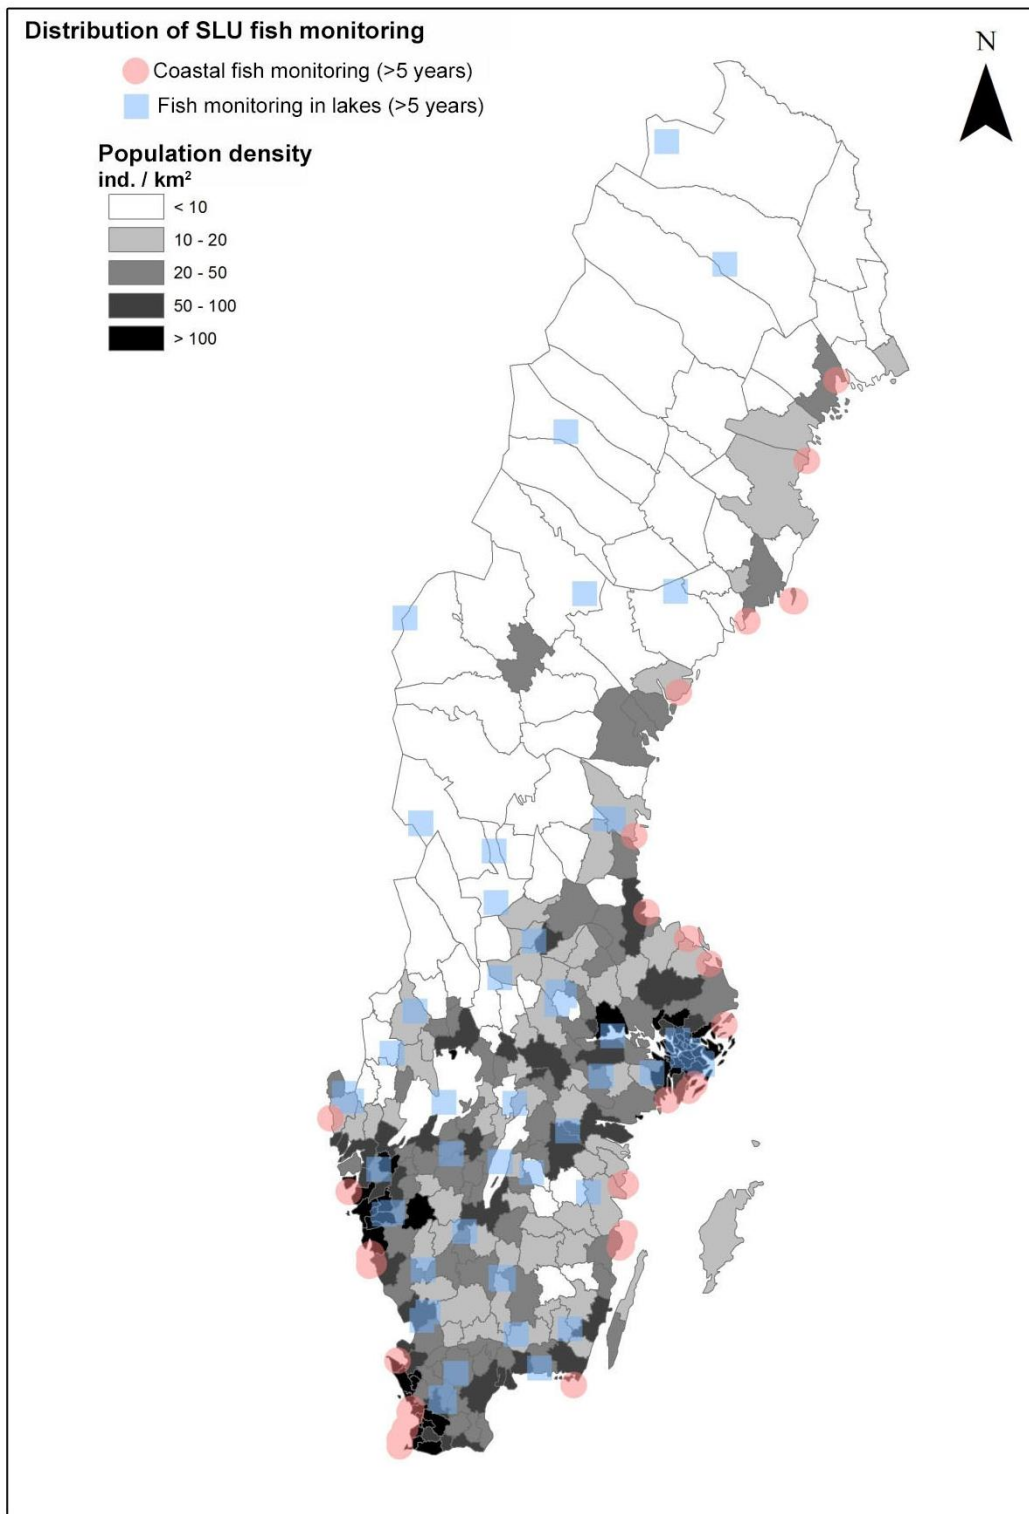 Distribution of SLU fish monitoring
Coastal fish monitoring (>5 years)
Fish monitoring in lakes (>5 years)
Population density
ind. / km²
< 10
10 - 20
20 - 50
50 - 100
> 100
N